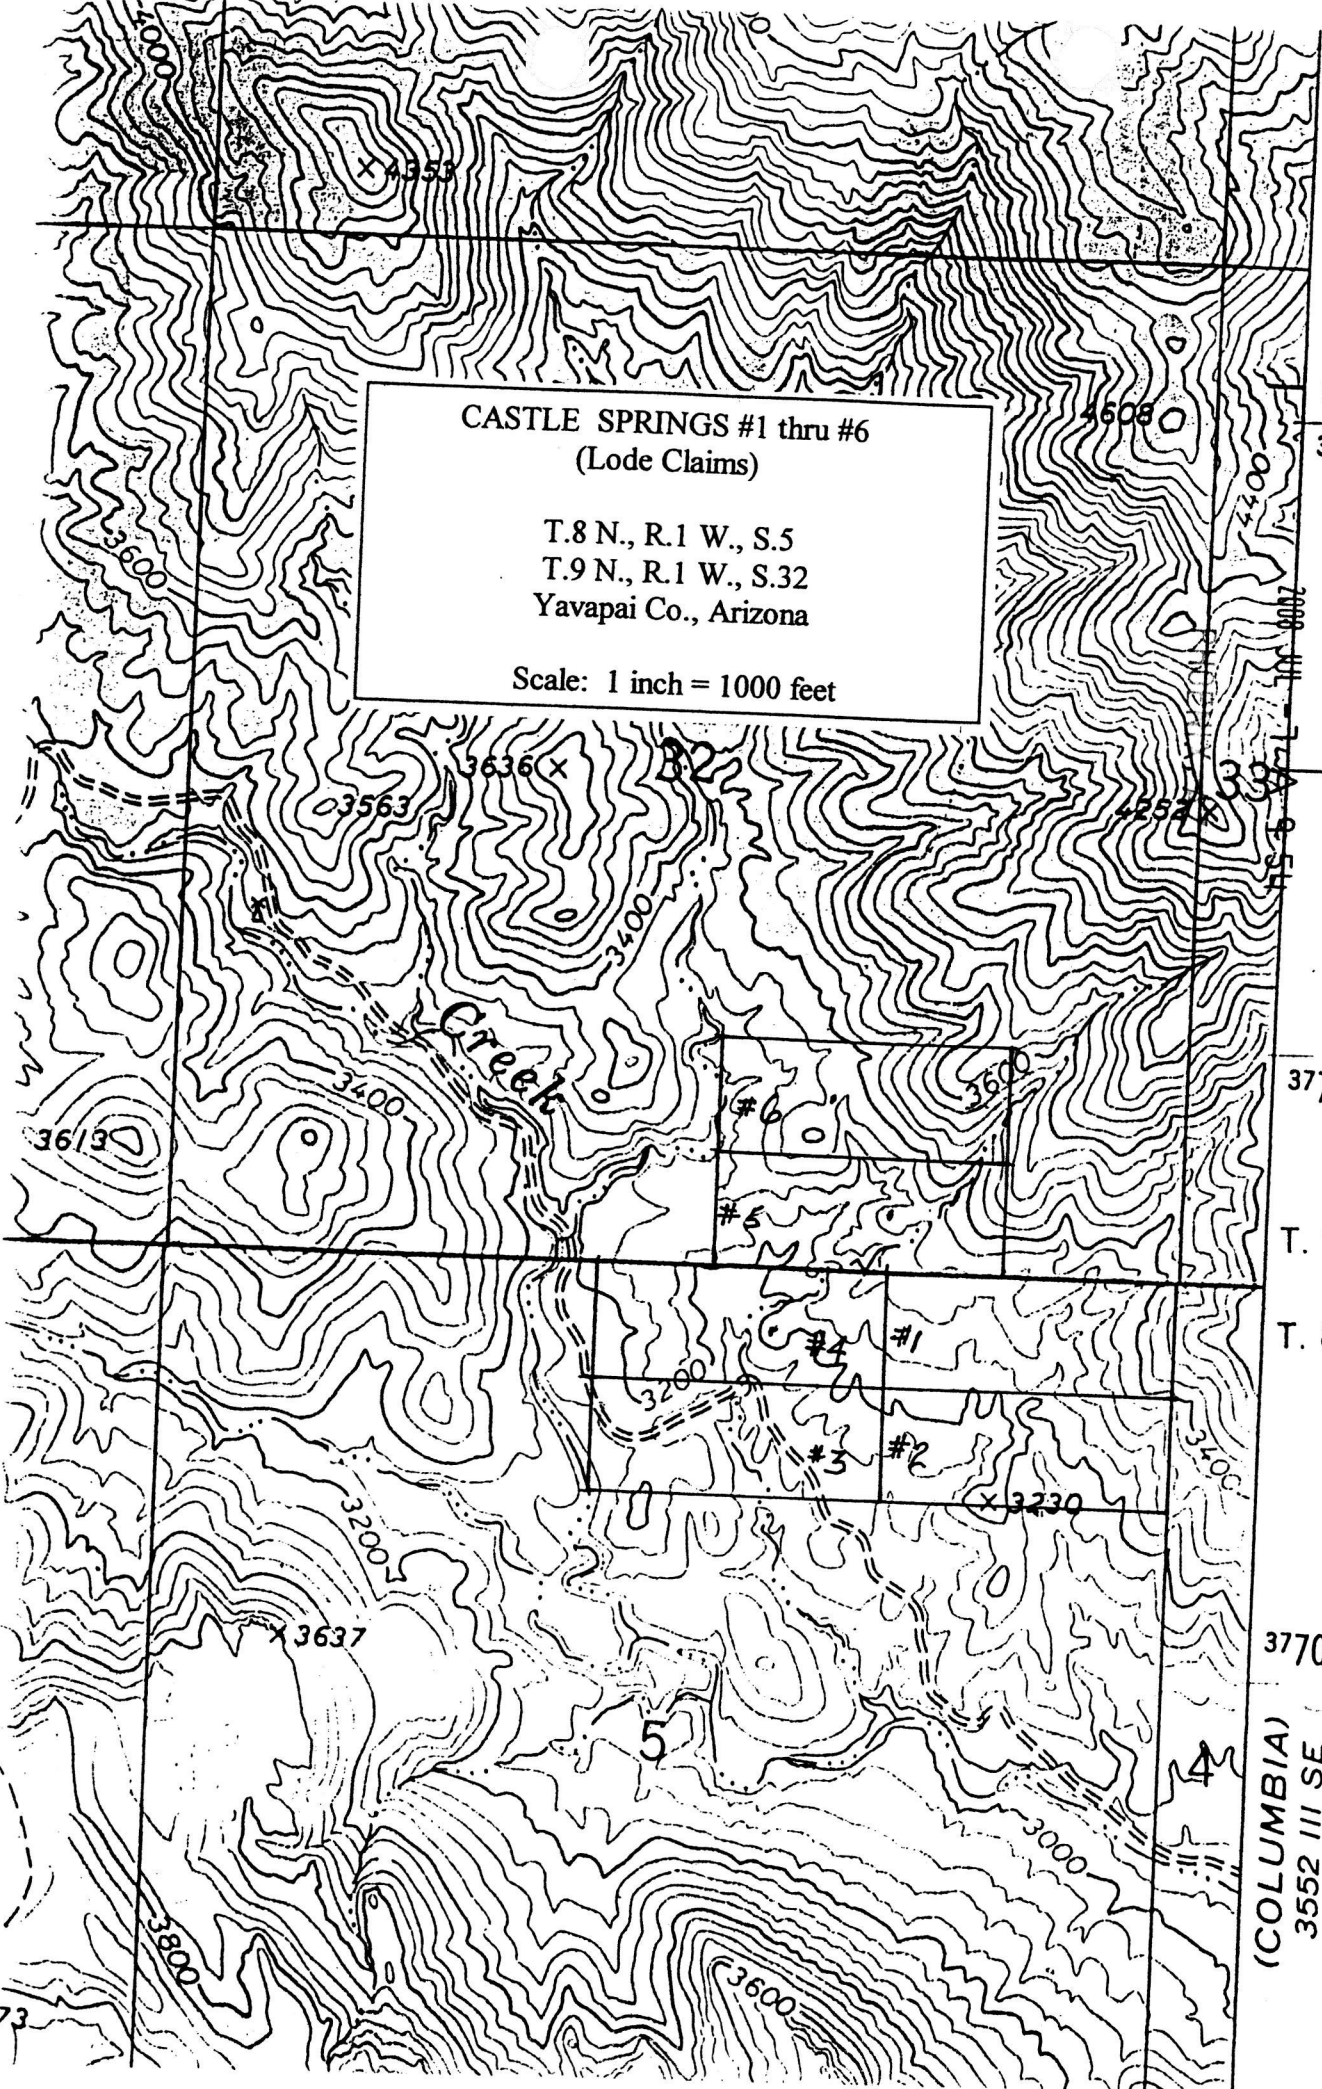 4000
×4353
CASTLE SPRINGS #1 thru #6
(Lode Claims)
T.8 N., R.1 W., S.5
T.9 N., R.1 W., S.32
Yavapai Co., Arizona
Scale: 1 inch = 1000 feet
4608
4400
3600
2008 JUL
3636 ×
32
3563
33
4252 ×
3400
Creek
3400
3600
#6
3613
#5
T.
#4
#1
T.
3200
#3
#2
3400
× 3230
3200
× 3637
3770
5
4
3000
3800
3600
73
(COLUMBIA)
3552 III SE